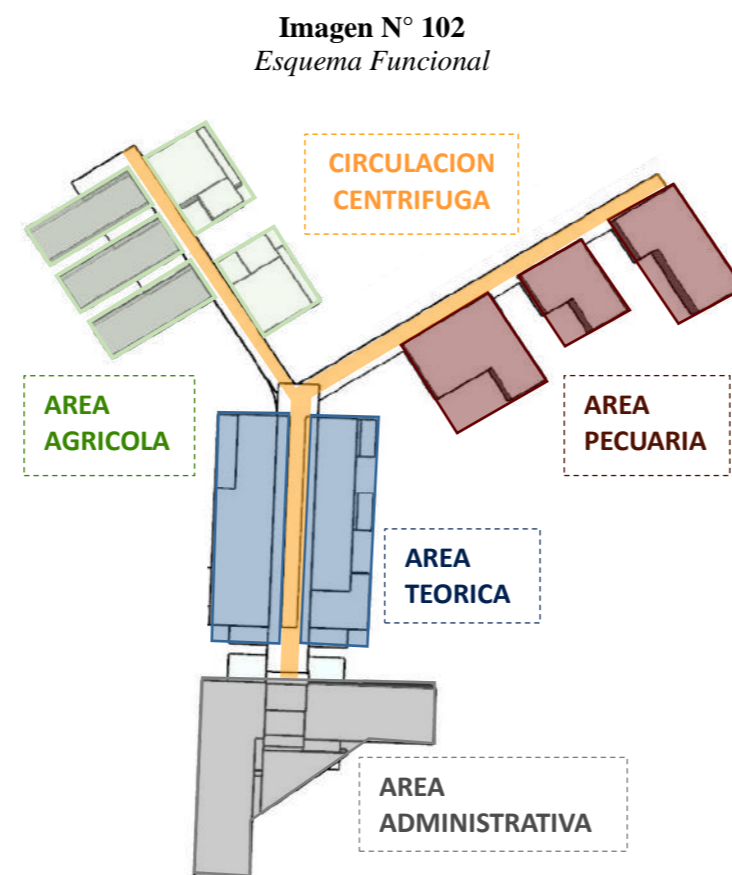 Imagen N° 102
Esquema Funcional
CIRCULACION
CENTRIFUGA
AREA
AGRICOLA
AREA
PECUARIA
AREA
TEORICA
AREA
ADMINISTRATIVA